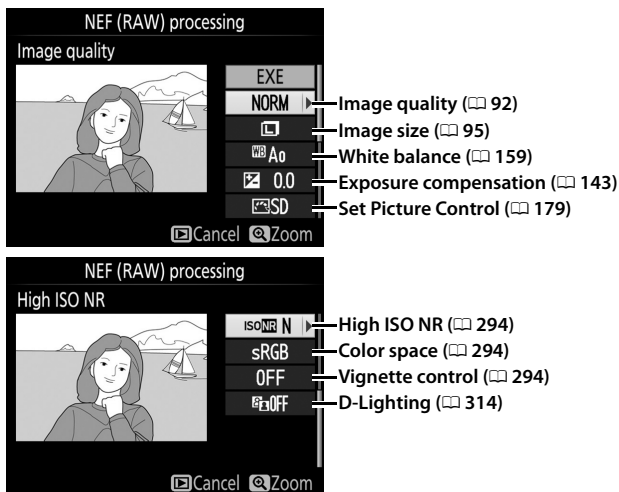 NEF (RAW) processing
Image quality
EXE
NORM
Image quality (📖 92)
L
Image size (📖 95)
WB A0
White balance (📖 159)
0.0
Exposure compensation (📖 143)
SD
Set Picture Control (📖 179)
Cancel Zoom
NEF (RAW) processing
High ISO NR
ISO NR N
High ISO NR (📖 294)
sRGB
Color space (📖 294)
OFF
Vignette control (📖 294)
OFF
D-Lighting (📖 314)
Cancel Zoom